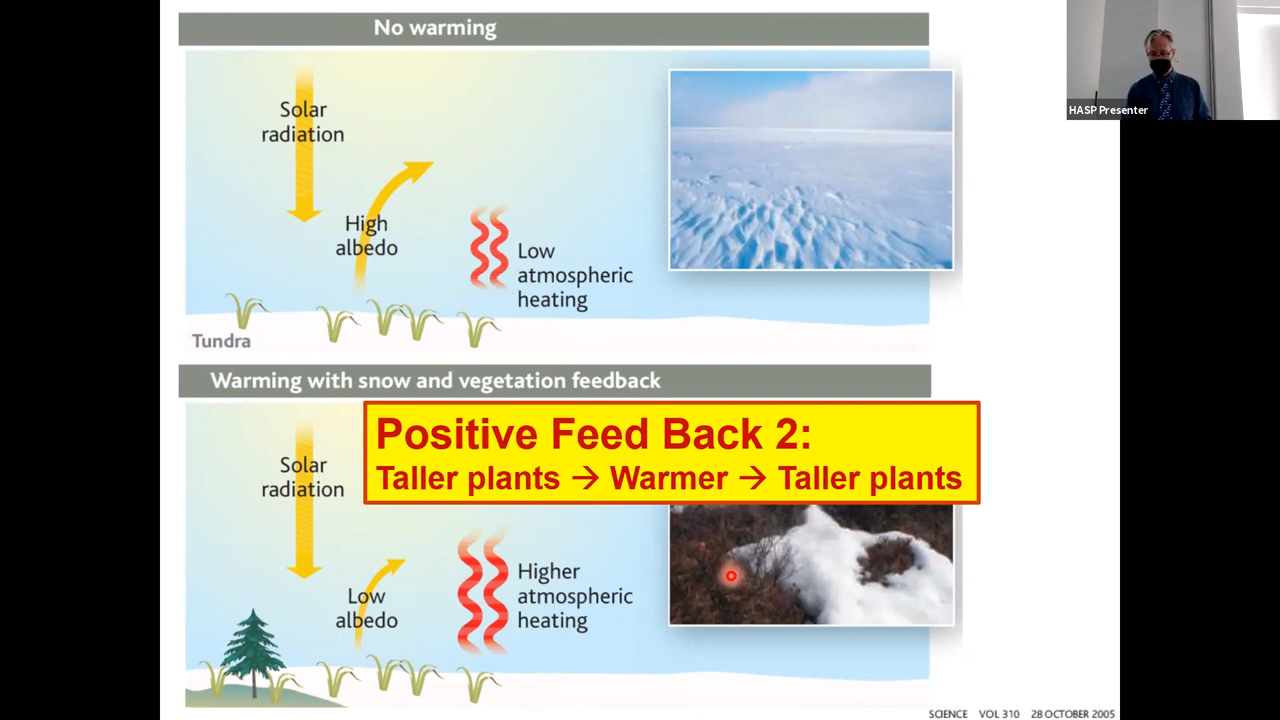 No warming
Solar
radiation
High
albedo
Low
atmospheric
heating
Tundra
Warming with snow and vegetation feedback
Positive Feed Back 2:
Taller plants → Warmer → Taller plants
Solar
radiation
Low
albedo
Higher
atmospheric
heating
SCIENCE VOL 310 28 OCTOBER 2005
HASP Presenter